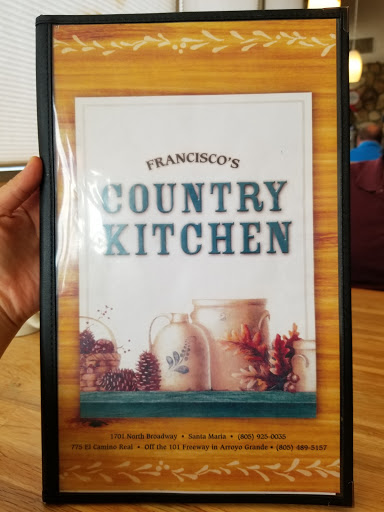 FRANCISCO'S
COUNTRY
KITCHEN
1701 North Broadway • Santa Maria • (805) 925-0035
775 El Camino Real • Off the 101 Freeway in Arroyo Grande • (805) 489-5157